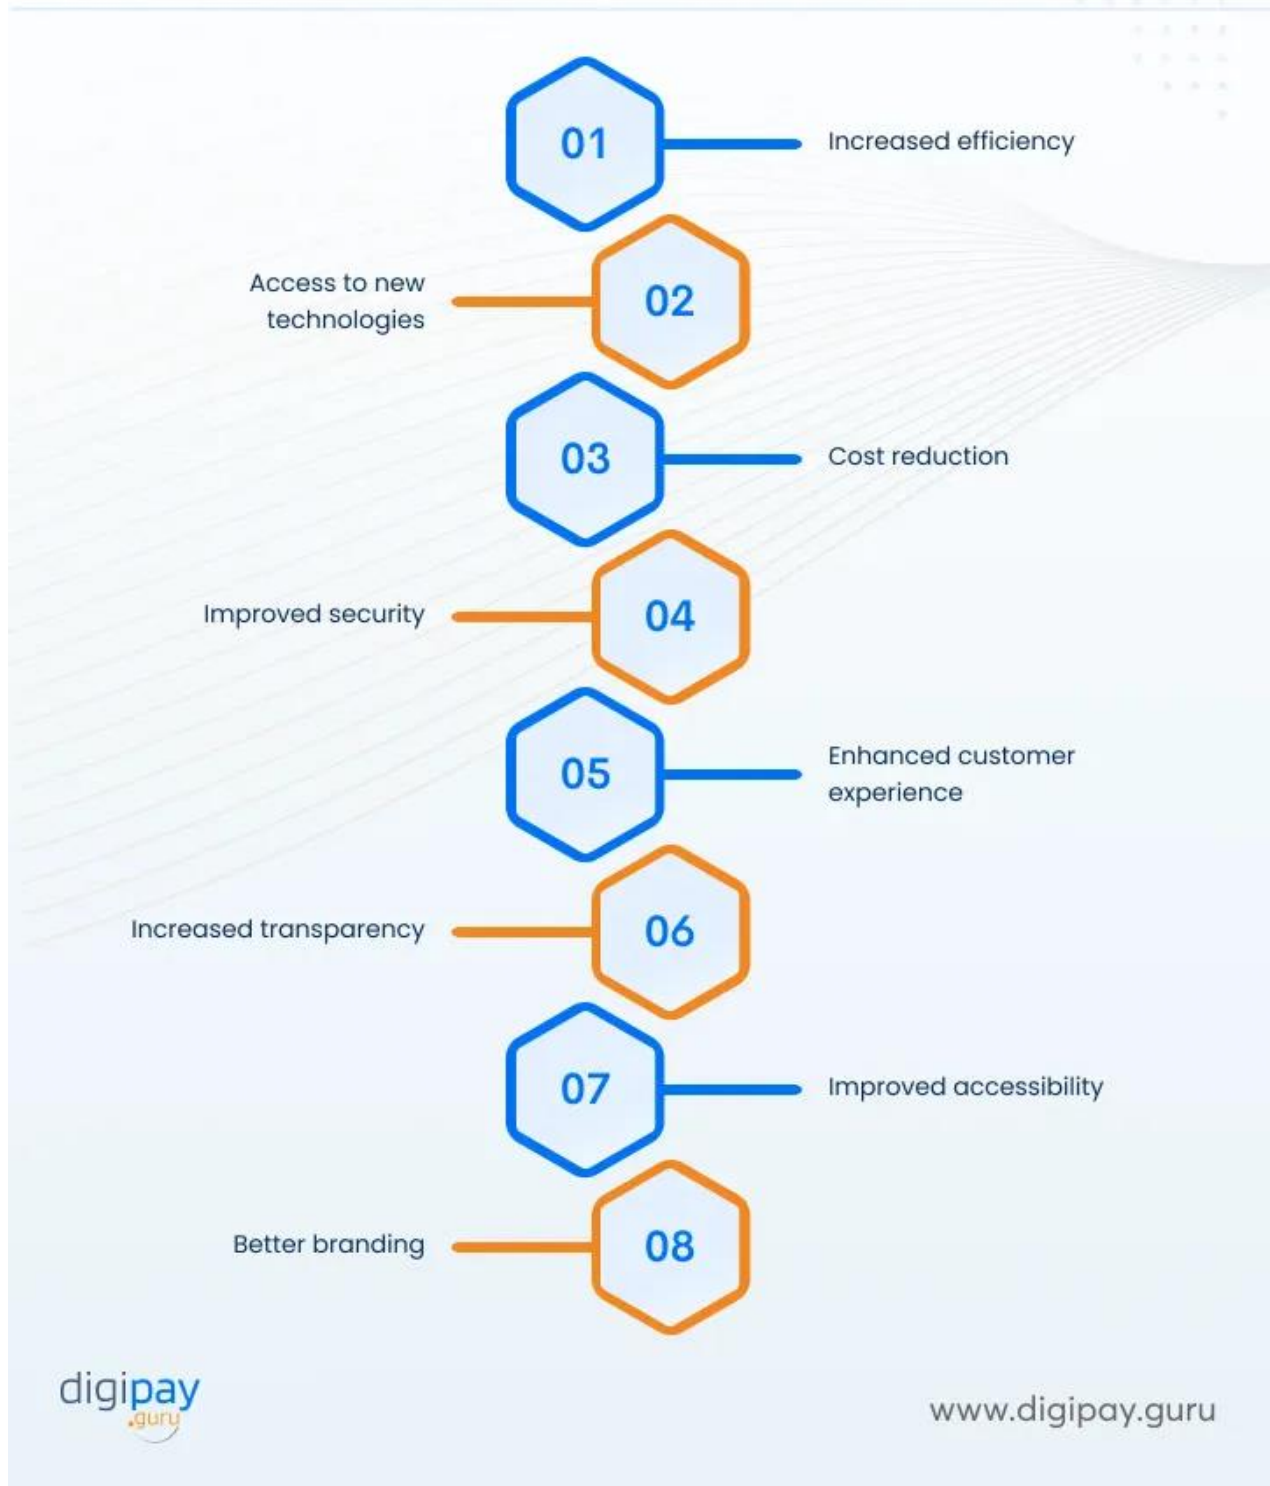 01
Increased efficiency
Access to new
technologies
02
03
Cost reduction
Improved security
04
05
Enhanced customer
experience
Increased transparency
06
07
Improved accessibility
Better branding
08
digipay
.guru
www.digipay.guru